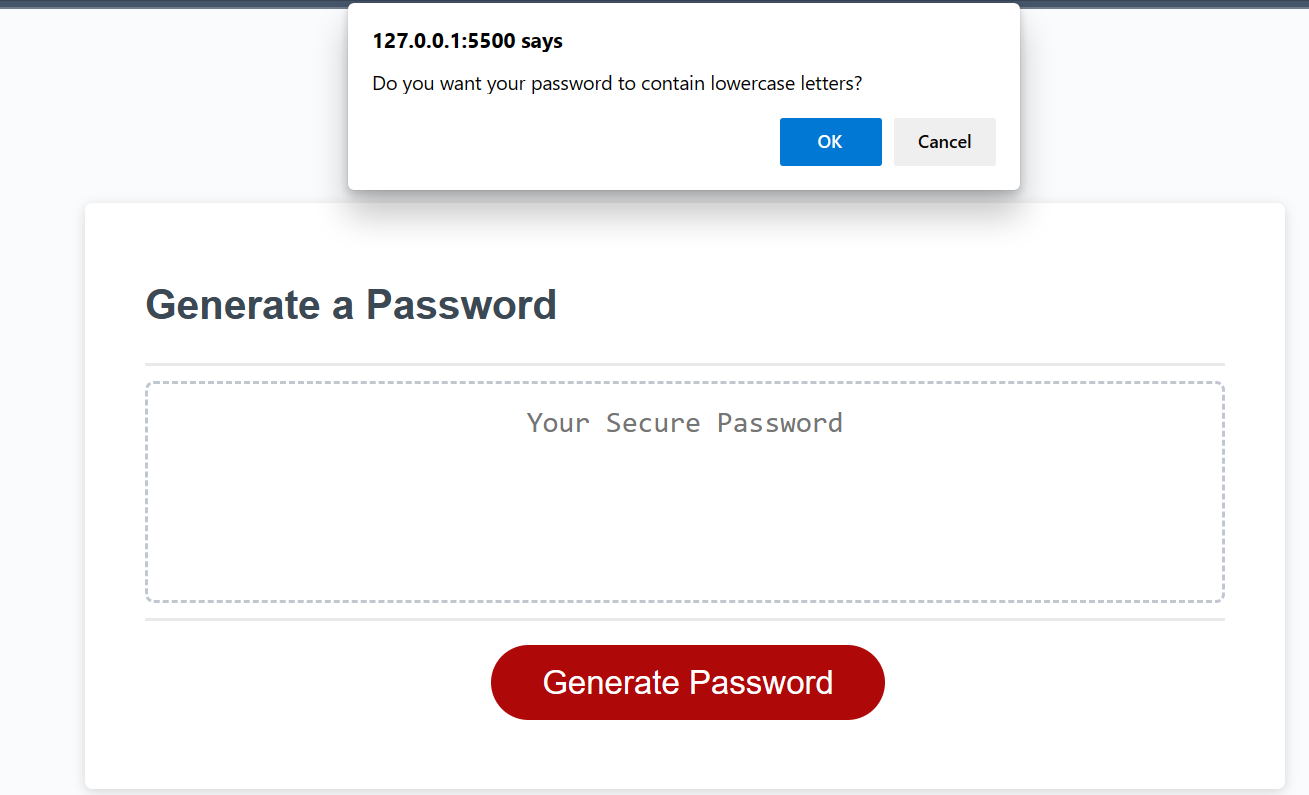 127.0.0.1:5500 says
Do you want your password to contain lowercase letters?
OK Cancel
Generate a Password
Your Secure Password
Generate Password